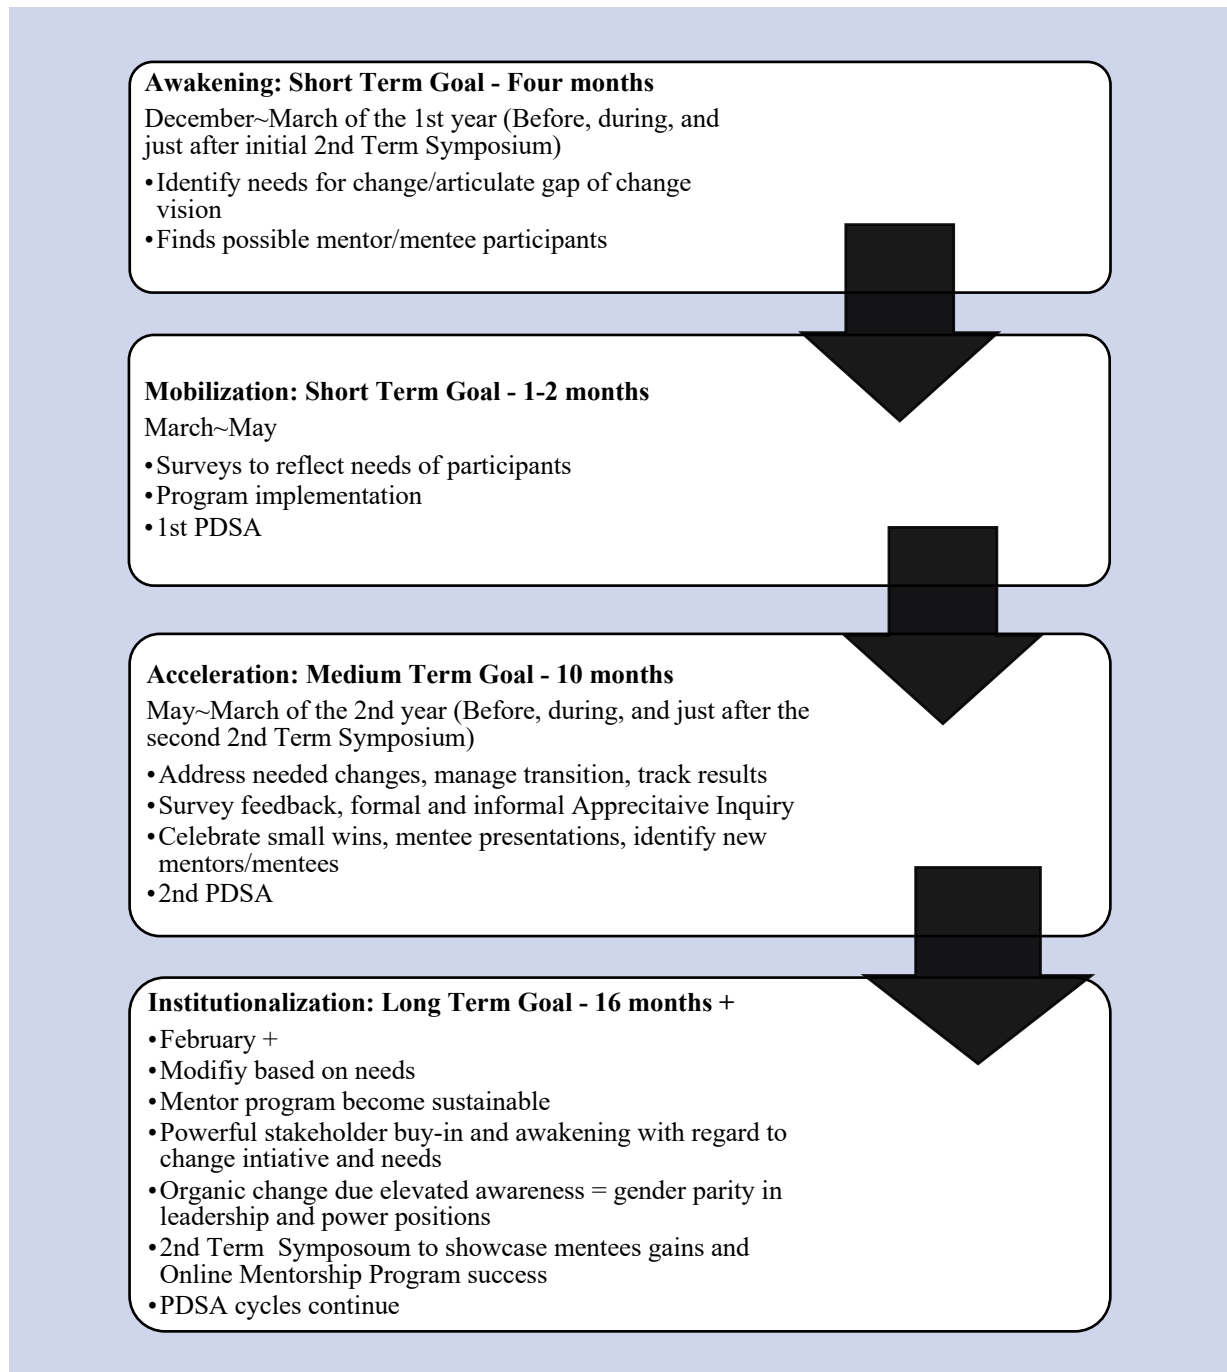 Awakening: Short Term Goal - Four months
December~March of the 1st year (Before, during, and
just after initial 2nd Term Symposium)
•Identify needs for change/articulate gap of change
vision
•Finds possible mentor/mentee participants
Mobilization: Short Term Goal - 1-2 months
March~May
•Surveys to reflect needs of participants
•Program implementation
•1st PDSA
Acceleration: Medium Term Goal - 10 months
May~March of the 2nd year (Before, during, and just after the
second 2nd Term Symposium)
•Address needed changes, manage transition, track results
•Survey feedback, formal and informal Apprecitaive Inquiry
•Celebrate small wins, mentee presentations, identify new
mentors/mentees
•2nd PDSA
Institutionalization: Long Term Goal - 16 months +
•February +
•Modifiy based on needs
•Mentor program become sustainable
•Powerful stakeholder buy-in and awakening with regard to
change intiative and needs
•Organic change due elevated awareness = gender parity in
leadership and power positions
•2nd Term  Symposoum to showcase mentees gains and
Online Mentorship Program success
•PDSA cycles continue